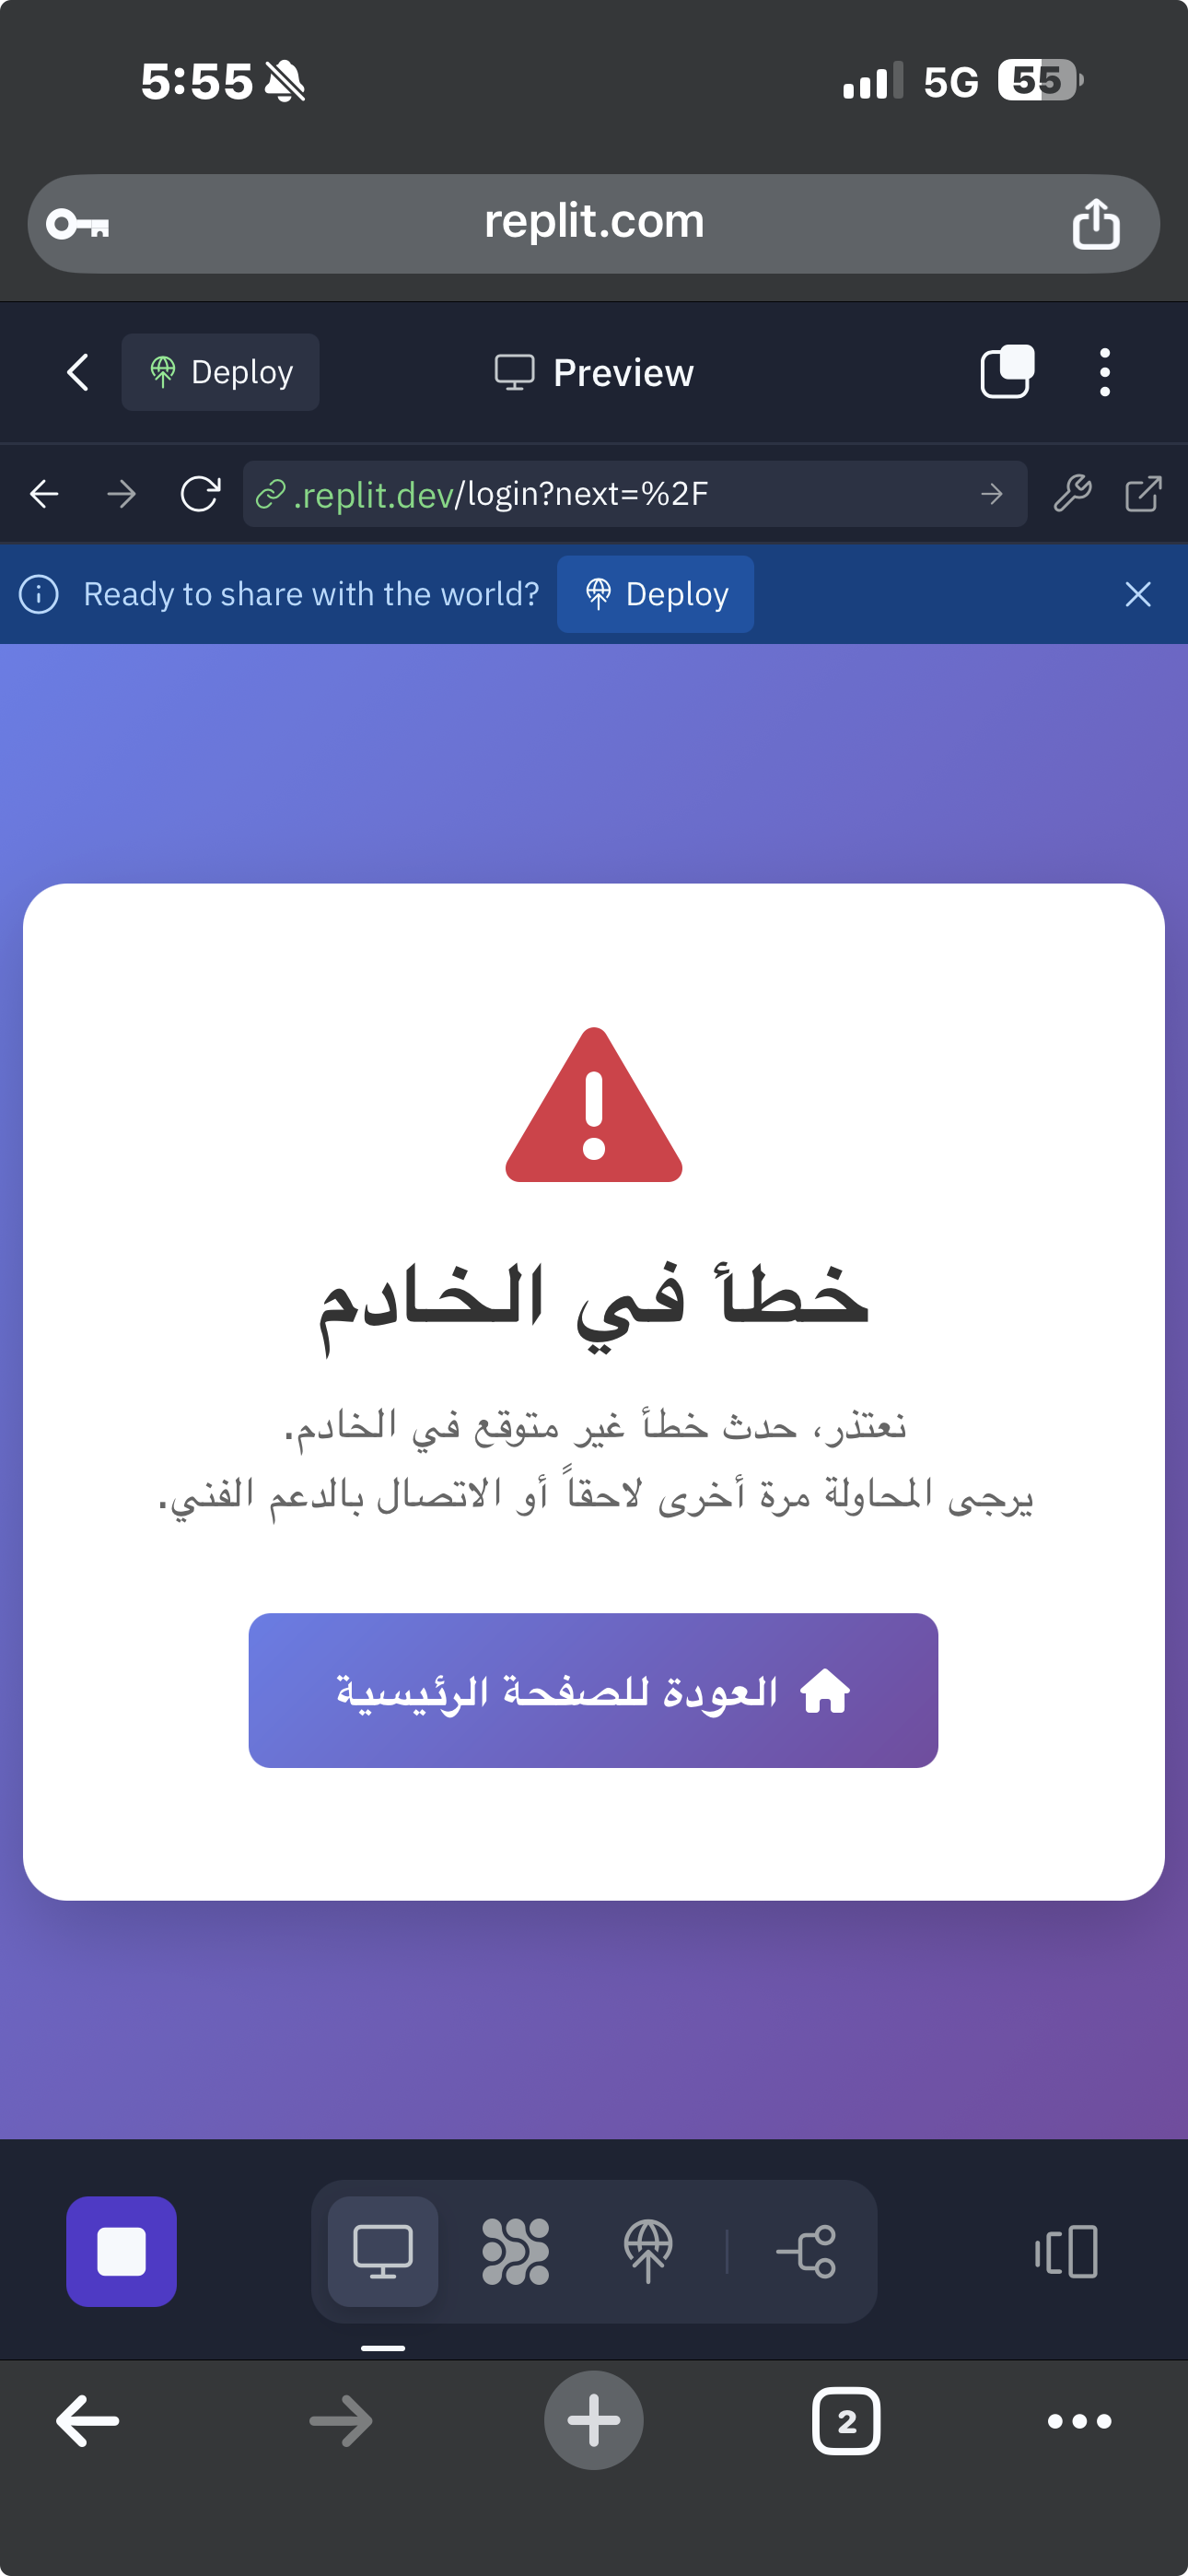 5:55
5G
55
replit.com
Deploy
Preview
.replit.dev/login?next=%2F
Ready to share with the world?
Deploy
خطأ في الخادم
نعتذر، حدث خطأ غير متوقع في الخادم.
يرجى المحاولة مرة أخرى لاحقاً أو الاتصال بالدعم الفني.
العودة للصفحة الرئيسية
2